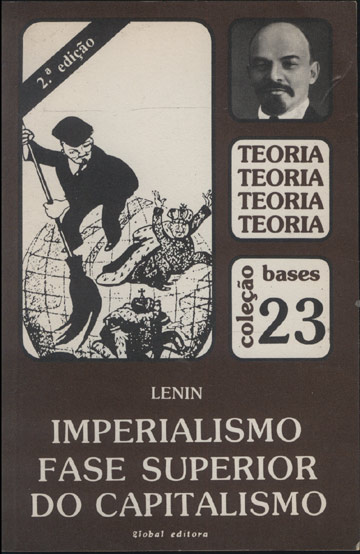 2.ª edição
TEORIA
TEORIA
TEORIA
TEORIA
coleção
bases
23
LENIN
IMPERIALISMO
FASE SUPERIOR
DO CAPITALISMO
global editora